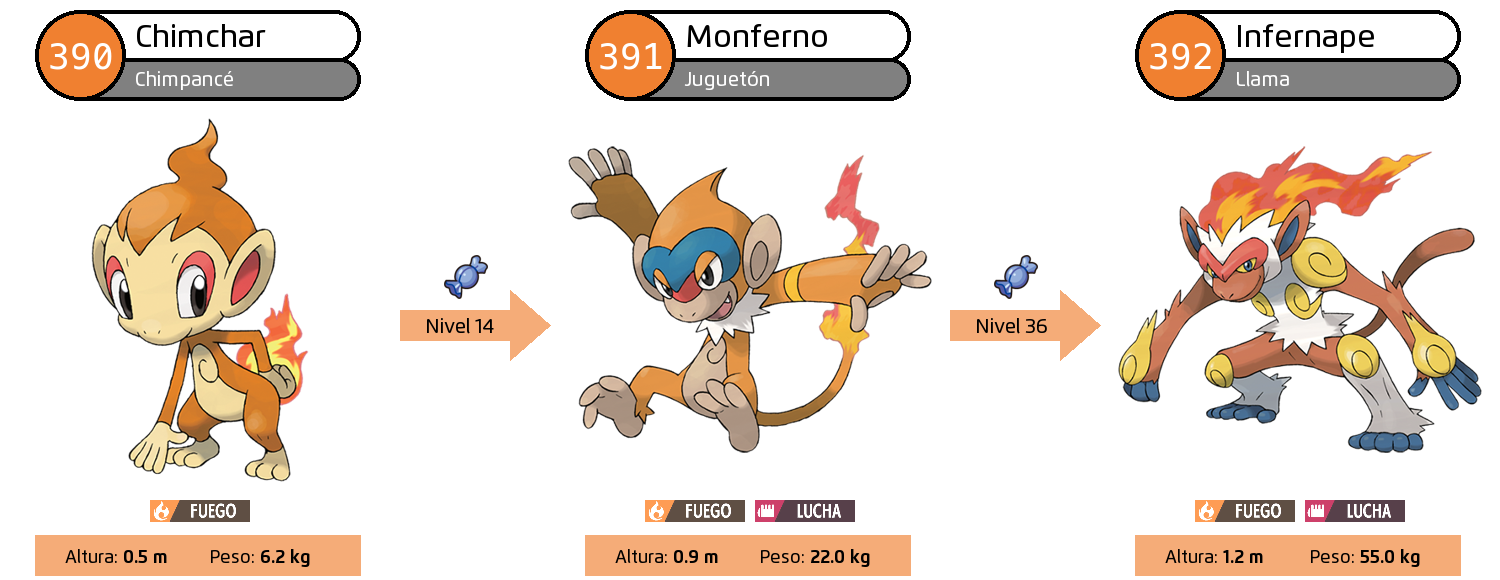 390 Chimchar
Chimpancé
391 Monferno
Juguetón
392 Infernape
Llama
Nivel 14
Nivel 36
FUEGO
FUEGO LUCHA
FUEGO LUCHA
Altura: 0.5 m Peso: 6.2 kg
Altura: 0.9 m Peso: 22.0 kg
Altura: 1.2 m Peso: 55.0 kg